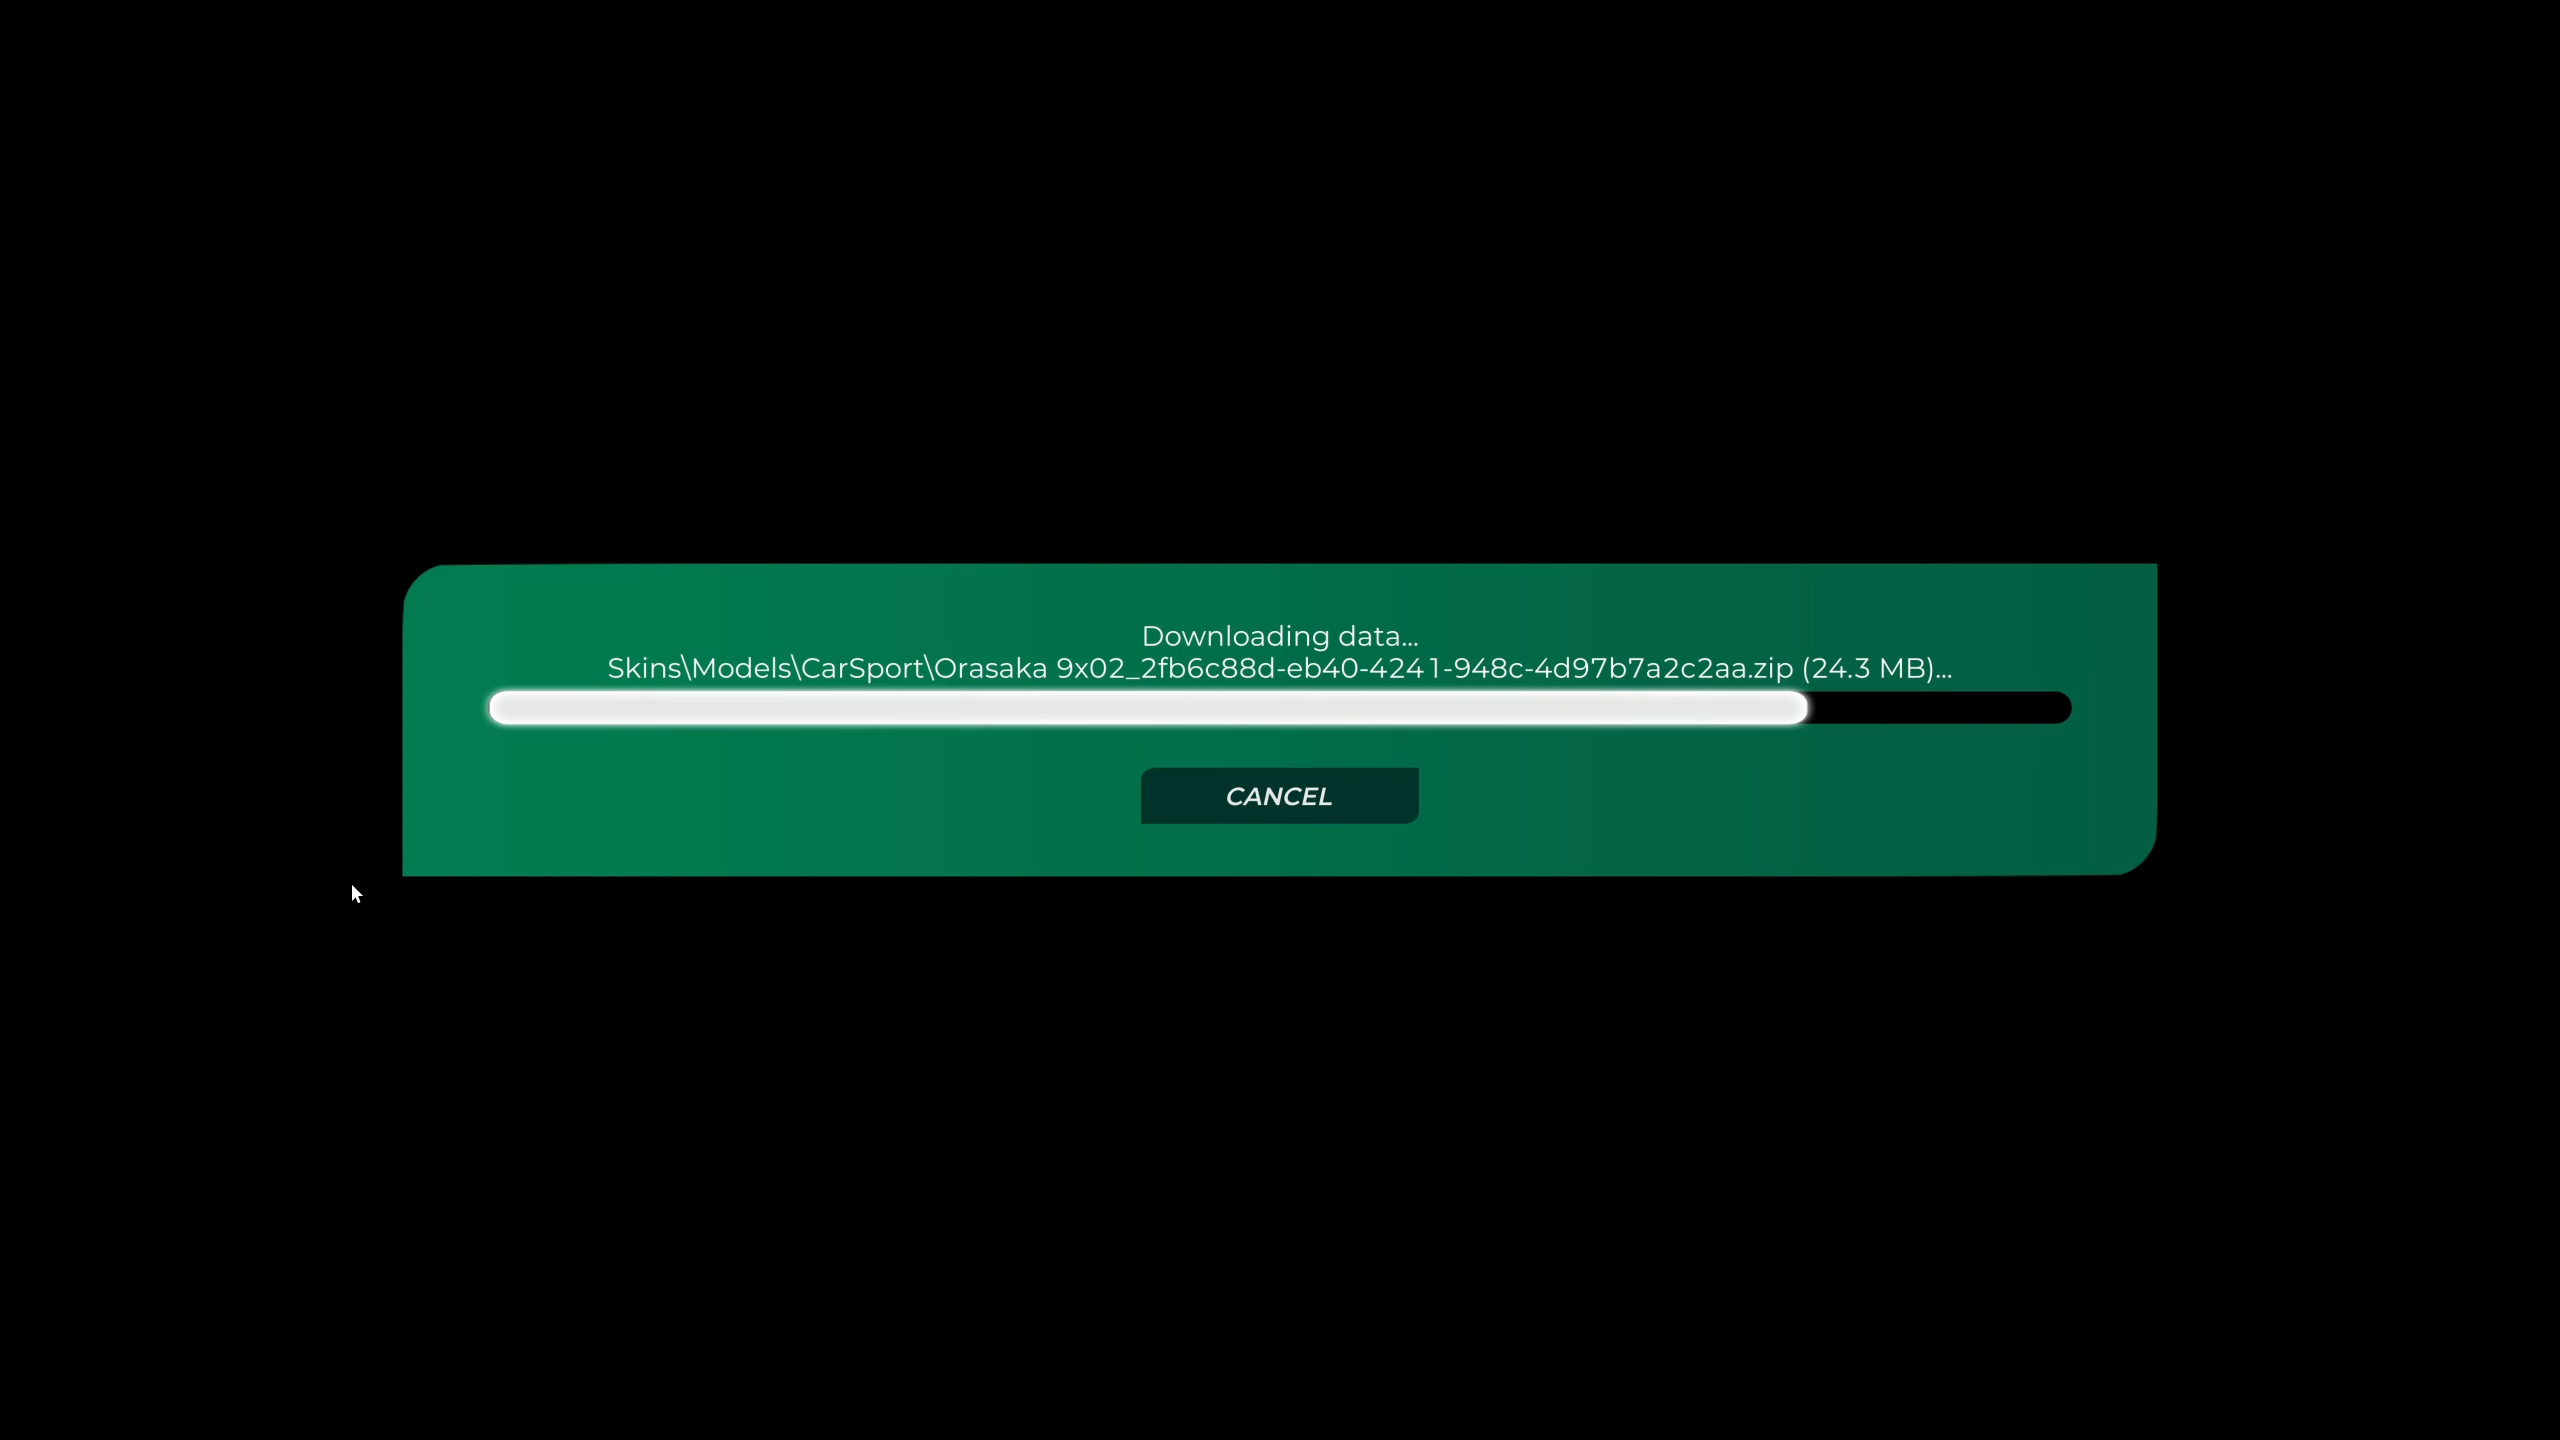 Downloading data...
Skins\Models\CarSport\Orasaka 9x02_2fb6c88d-eb40-4241-948c-4d97b7a2c2aa.zip (24.3 MB)...
CANCEL